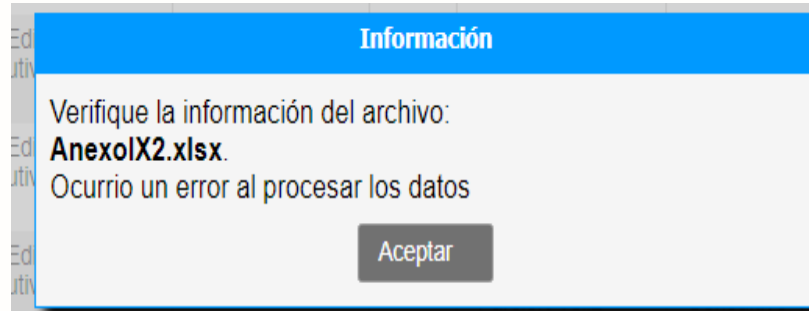 Información
Verifique la información del archivo:
AnexoIX2.xlsx.
Ocurrio un error al procesar los datos
Aceptar